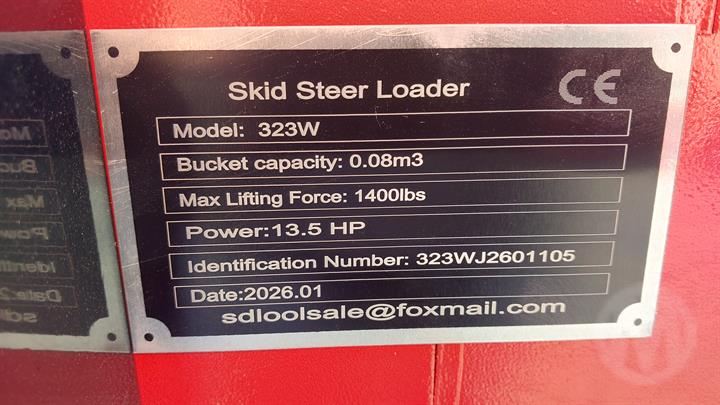 Skid Steer Loader
CE
Model: 323W
Bucket capacity: 0.08m3
Max Lifting Force: 1400lbs
Power:13.5 HP
Identification Number: 323WJ2601105
Date:2026.01
sdloolsale@foxmail.com